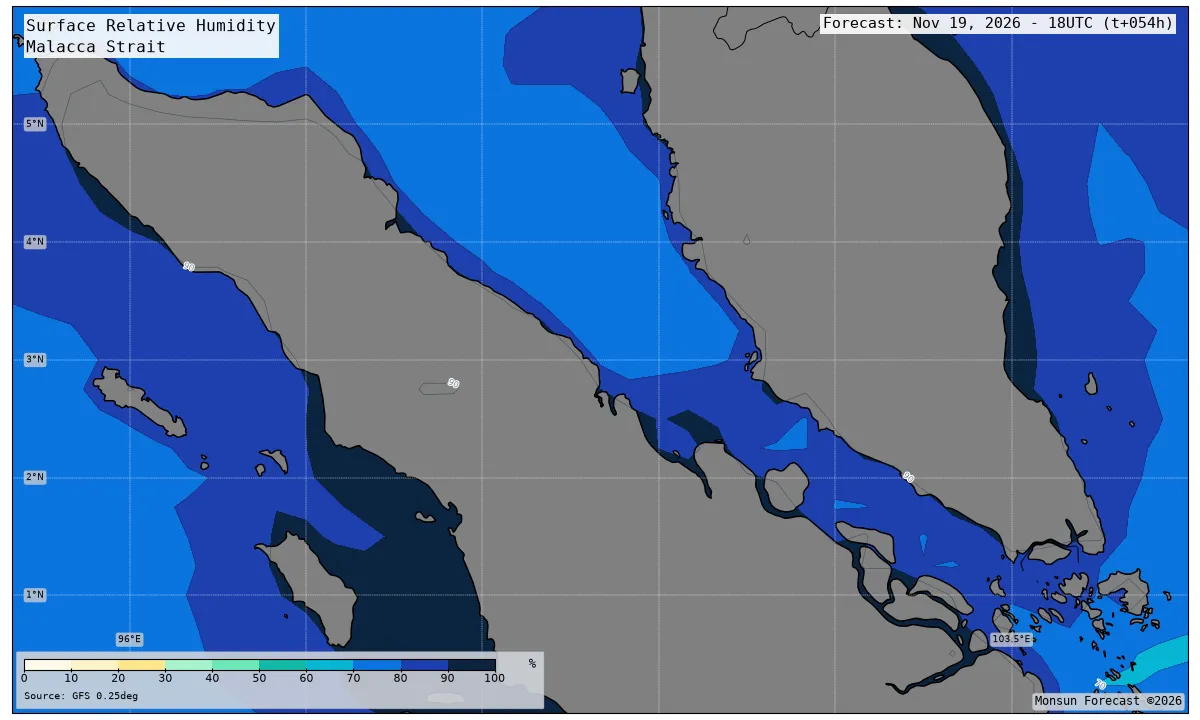 Surface Relative Humidity
Malacca Strait
Forecast: Nov 19, 2026 - 18UTC (t+054h)
5°N
4°N
90
3°N
90
2°N
90
1°N
96°E
103.5°E
%
0 10 20 30 40 50 60 70 80 90 100
70
Source: GFS 0.25deg
Monsun Forecast ©2026